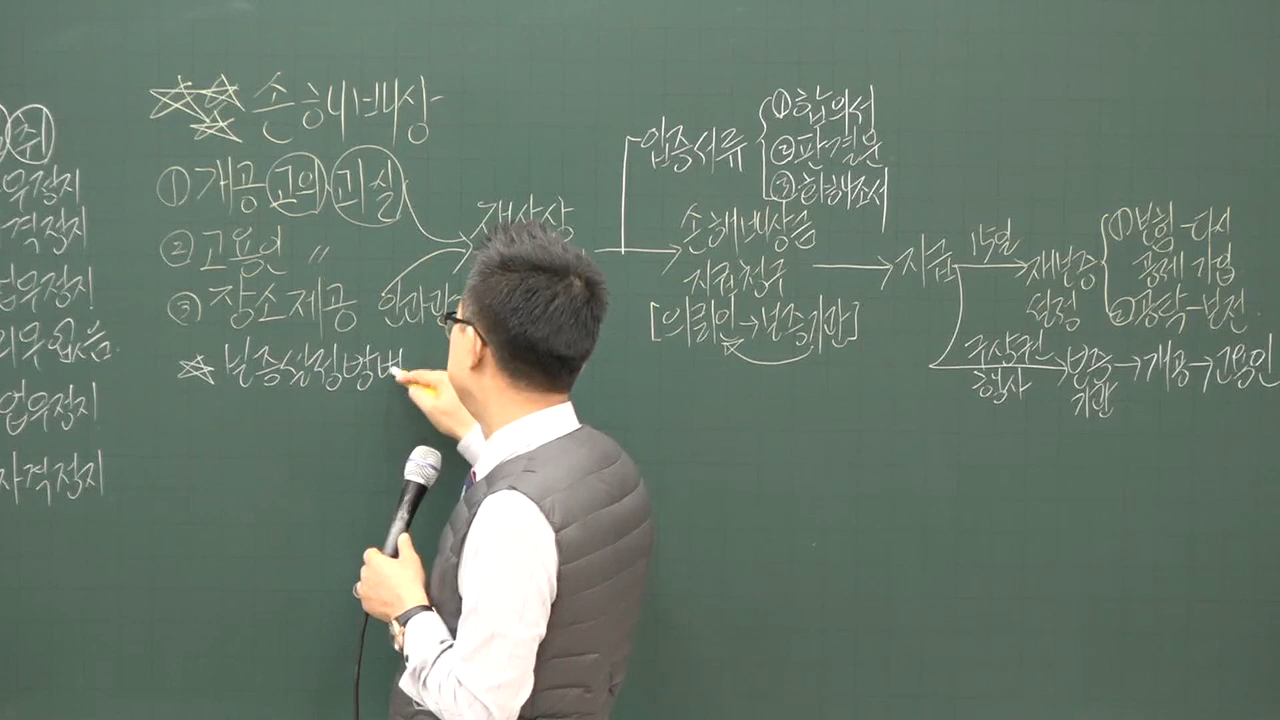 취
무정지
격정지
업무정지
의무 없음.
업무정지
자격정지
손해배상
① 개공 고의 과실
② 고용인 〃
③ 장소제공
보증설정방법
재산상
입증서류
① 합의서
② 판결문
③ 화해조서
손해배상금
지급청구
[의뢰인→보증기관]
지급
15일
재보증
설정
① 보험 - 다시
공제 가입
② 공탁 - 보전
구상권
행사
보증
기관
→ 개공 → 고용인